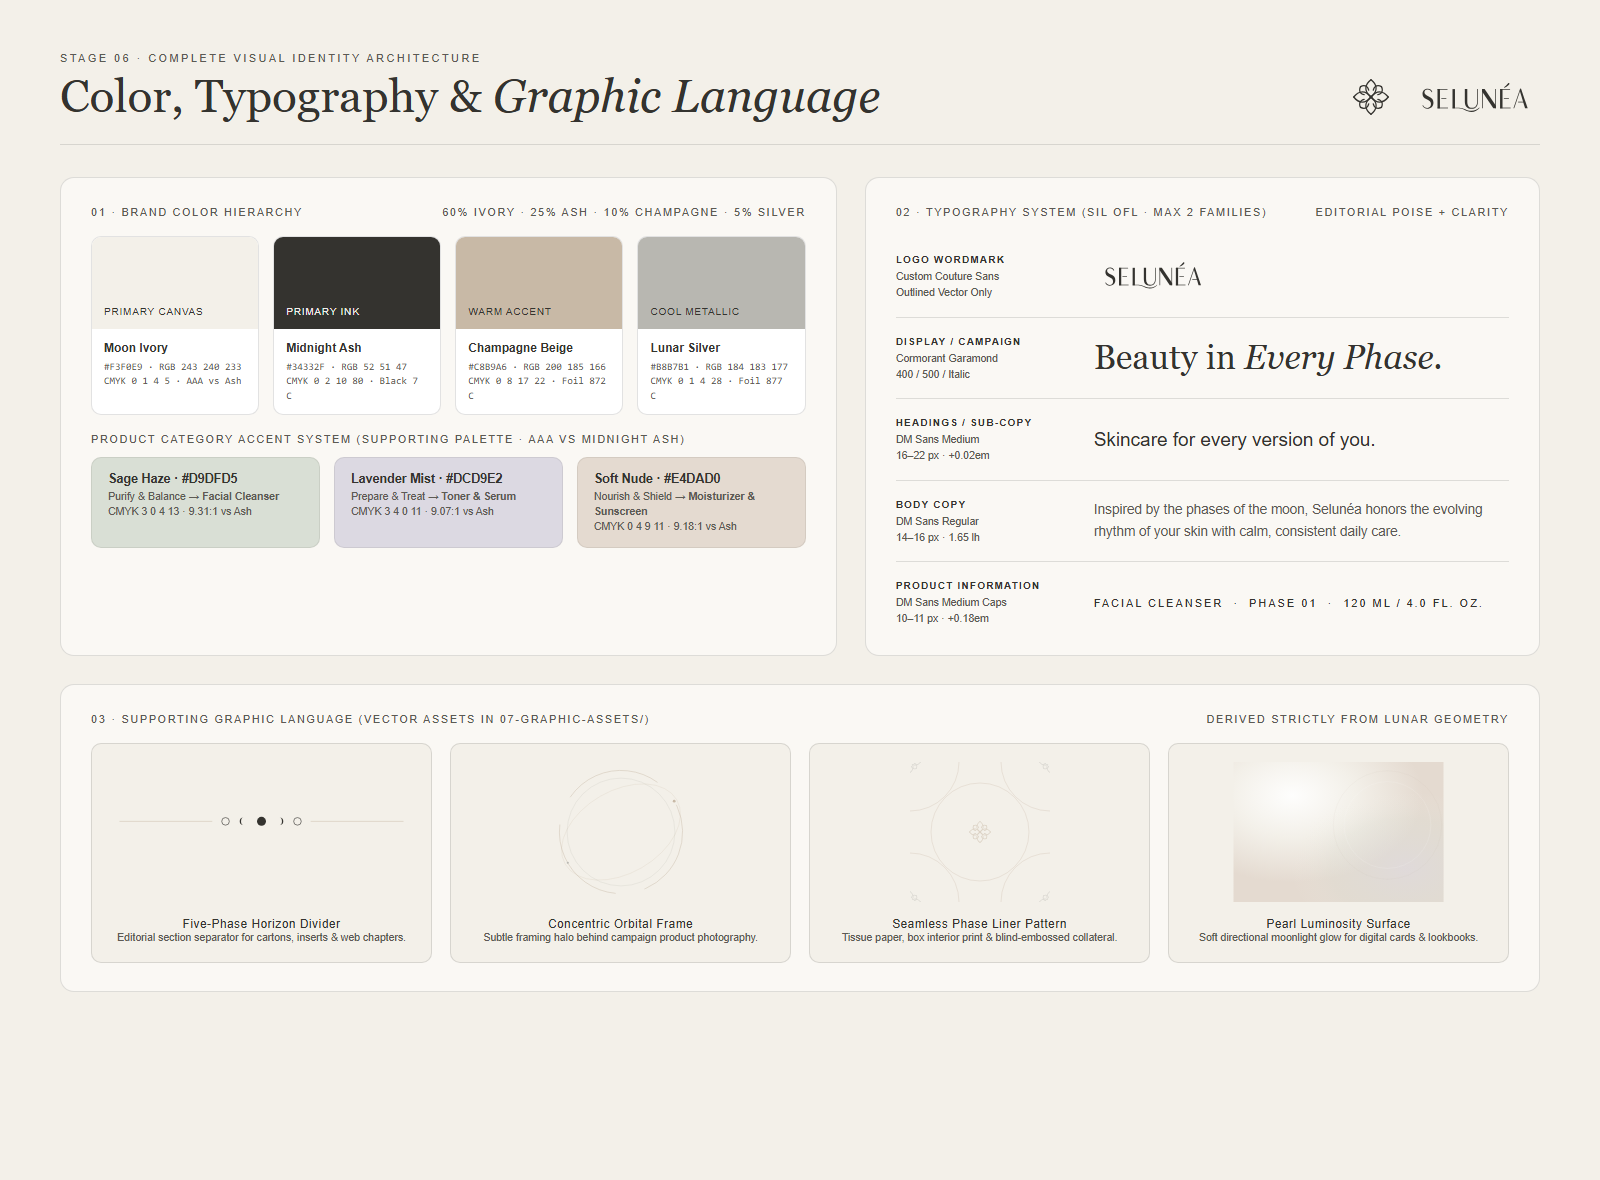 STAGE 06 · COMPLETE VISUAL IDENTITY ARCHITECTURE
Color, Typography & Graphic Language
SELUNÉA
01 · BRAND COLOR HIERARCHY
60% IVORY · 25% ASH · 10% CHAMPAGNE · 5% SILVER
PRIMARY CANVAS
Moon Ivory
#F3F0E9 · RGB 243 240 233
CMYK 0 1 4 5 · AAA vs Ash
PRIMARY INK
Midnight Ash
#34332F · RGB 52 51 47
CMYK 0 2 10 80 · Black 7
C
WARM ACCENT
Champagne Beige
#C8B9A6 · RGB 200 185 166
CMYK 0 8 17 22 · Foil 872
C
COOL METALLIC
Lunar Silver
#B8B7B1 · RGB 184 183 177
CMYK 0 1 4 28 · Foil 877
C
PRODUCT CATEGORY ACCENT SYSTEM (SUPPORTING PALETTE · AAA VS MIDNIGHT ASH)
Sage Haze · #D9DFD5
Purify & Balance → Facial Cleanser
CMYK 3 0 4 13 · 9.31:1 vs Ash
Lavender Mist · #DCD9E2
Prepare & Treat → Toner & Serum
CMYK 3 4 0 11 · 9.07:1 vs Ash
Soft Nude · #E4DAD0
Nourish & Shield → Moisturizer &
Sunscreen
CMYK 0 4 9 11 · 9.18:1 vs Ash
02 · TYPOGRAPHY SYSTEM (SIL OFL · MAX 2 FAMILIES)
EDITORIAL POISE + CLARITY
LOGO WORDMARK
Custom Couture Sans
Outlined Vector Only
SELUNÉA
DISPLAY / CAMPAIGN
Cormorant Garamond
400 / 500 / Italic
Beauty in Every Phase.
HEADINGS / SUB-COPY
DM Sans Medium
16–22 px · +0.02em
Skincare for every version of you.
BODY COPY
DM Sans Regular
14–16 px · 1.65 lh
Inspired by the phases of the moon, Selunéa honors the evolving
rhythm of your skin with calm, consistent daily care.
PRODUCT INFORMATION
DM Sans Medium Caps
10–11 px · +0.18em
FACIAL CLEANSER · PHASE 01 · 120 ML / 4.0 FL. OZ.
03 · SUPPORTING GRAPHIC LANGUAGE (VECTOR ASSETS IN 07-GRAPHIC-ASSETS/)
DERIVED STRICTLY FROM LUNAR GEOMETRY
Five-Phase Horizon Divider
Editorial section separator for cartons, inserts & web chapters.
Concentric Orbital Frame
Subtle framing halo behind campaign product photography.
Seamless Phase Liner Pattern
Tissue paper, box interior print & blind-embossed collateral.
Pearl Luminosity Surface
Soft directional moonlight glow for digital cards & lookbooks.